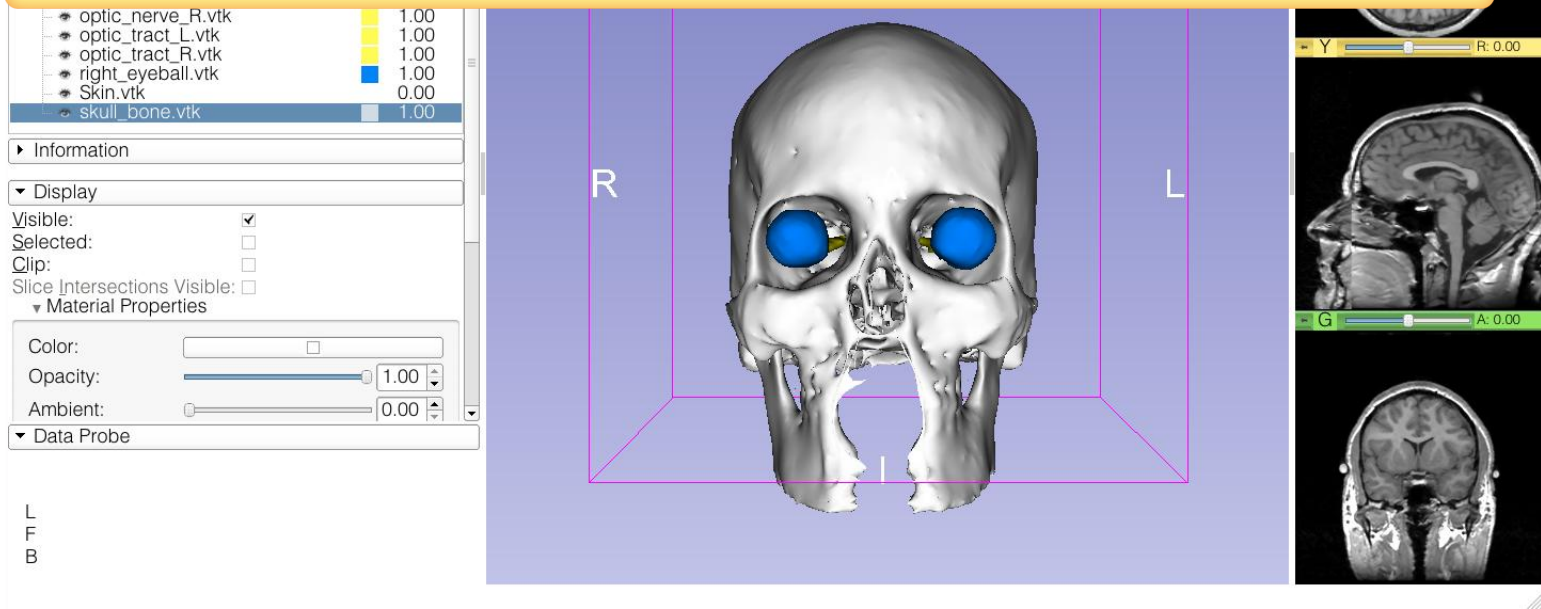 optic_nerve_R.vtk 1.00
optic_tract_L.vtk 1.00
optic_tract_R.vtk 1.00
right_eyeball.vtk 1.00
Skin.vtk 0.00
skull_bone.vtk 1.00
Information
Display
Visible:
Selected:
Clip:
Slice Intersections Visible:
Material Properties
Color:
Opacity: 1.00
Ambient: 0.00
Data Probe
L
F
B
R
L
I
Y R: 0.00
G A: 0.00